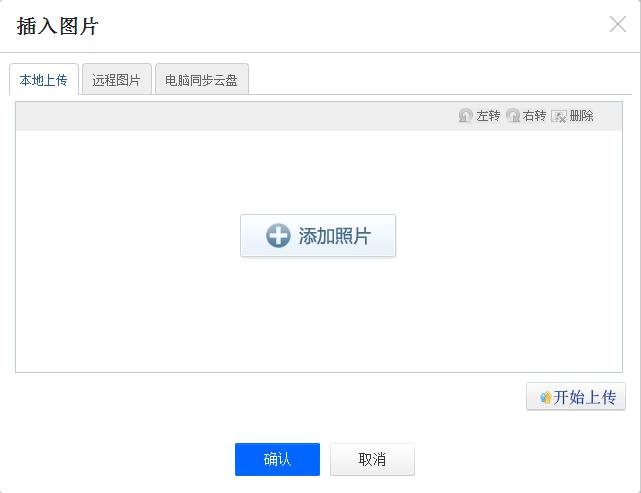 插入图片
本地上传 远程图片 电脑同步云盘
左转 右转 删除
添加照片
开始上传
确认 取消